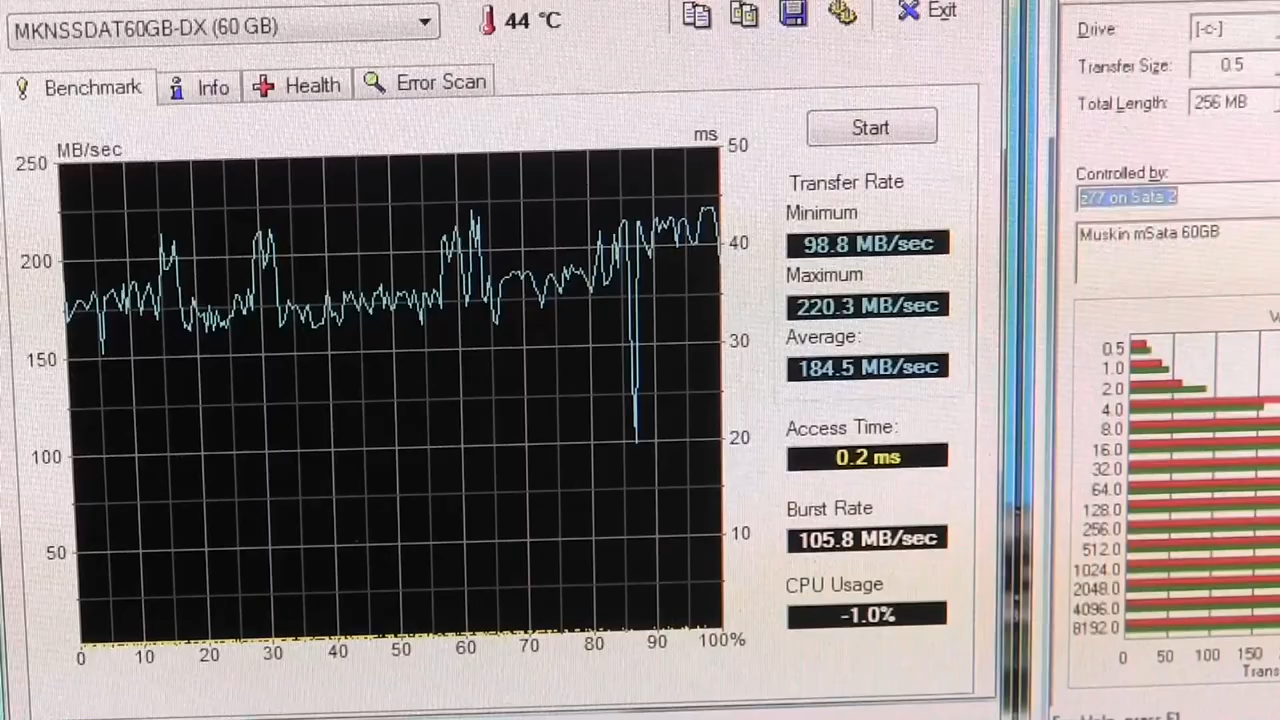 MKNSSDAT60GB-DX (60 GB)
44 °C
Exit
Benchmark
Info
Health
Error Scan
MB/sec
ms
250
200
150
100
50
50
40
30
20
10
0
10
20
30
40
50
60
70
80
90
100%
Start
Transfer Rate
Minimum
98.8 MB/sec
Maximum
220.3 MB/sec
Average:
184.5 MB/sec
Access Time:
0.2 ms
Burst Rate
105.8 MB/sec
CPU Usage
-1.0%
Drive:
[-c-]
Transfer Size:
0.5
Total Length:
256 MB
Controlled by:
z77 on Sata 2
Muskin mSata 60GB
0.5
1.0
2.0
4.0
8.0
16.0
32.0
64.0
128.0
256.0
512.0
1024.0
2048.0
4096.0
8192.0
0
50
100
150
Trans